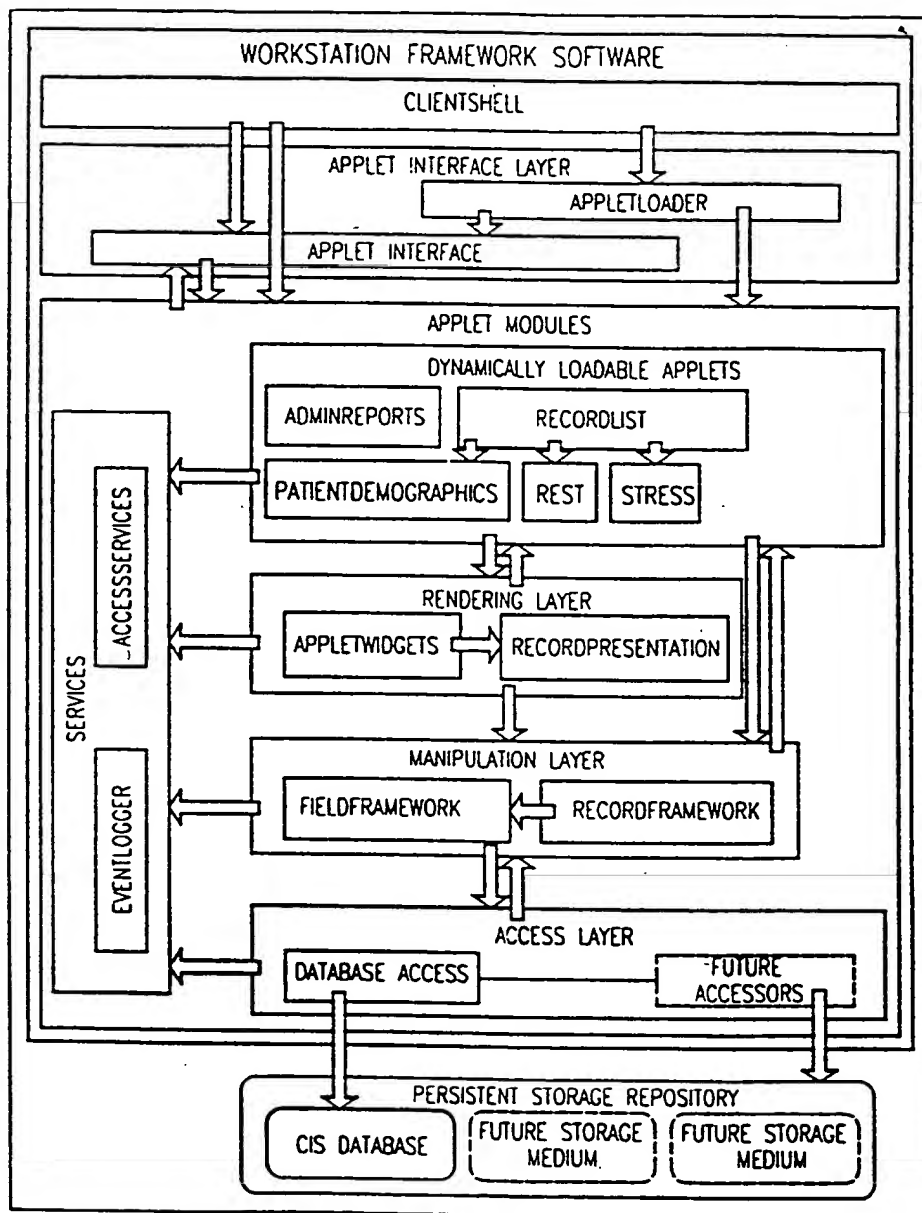 WORKSTATION FRAMEWORK SOFTWARE
CLIENTSHELL
APPLET INTERFACE LAYER
APPLETLOADER
APPLET INTERFACE
APPLET MODULES
DYNAMICALLY LOADABLE APPLETS
ADMINREPORTS
RECORDLIST
PATIENTDEMOGRAPHICS
REST
STRESS
SERVICES
ACCESSSERVICES
EVENTLOGGER
RENDERING LAYER
APPLETWIDGETS
RECORDPRESENTATION
MANIPULATION LAYER
FIELDFRAMEWORK
RECORDFRAMEWORK
ACCESS LAYER
DATABASE ACCESS
FUTURE
ACCESSORS
PERSISTENT STORAGE REPOSITORY
CIS DATABASE
FUTURE STORAGE
MEDIUM
FUTURE STORAGE
MEDIUM